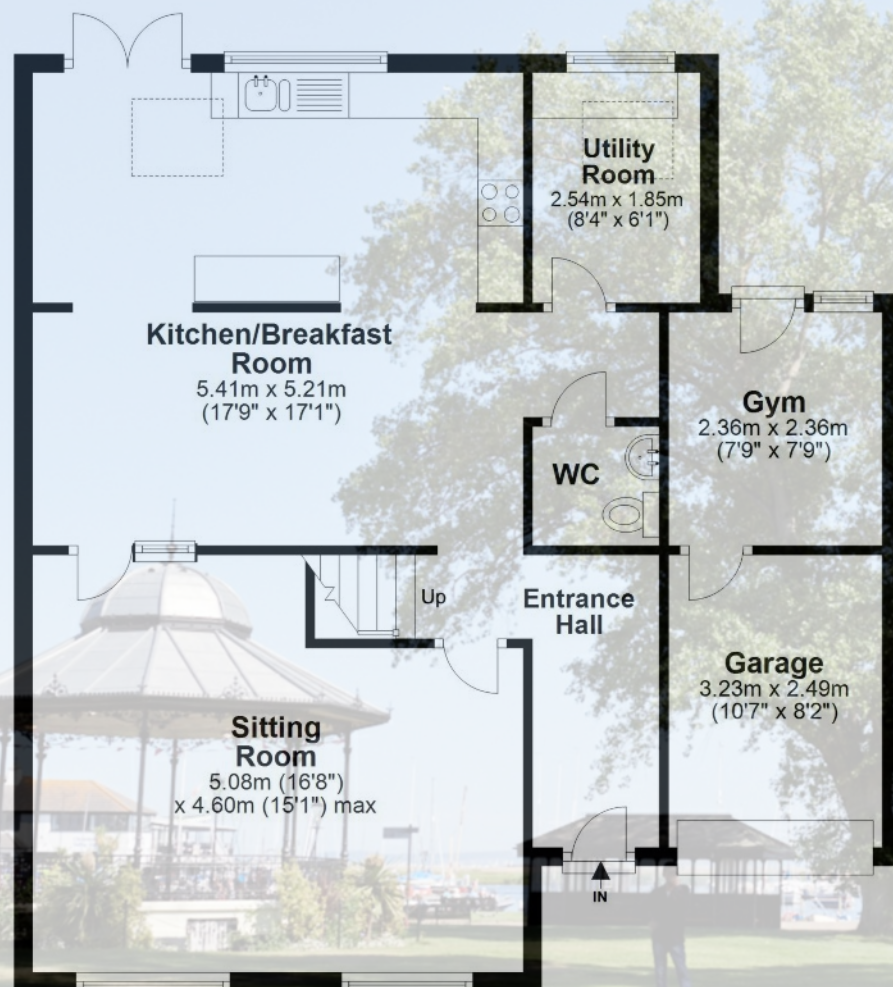 Utility
Room
2.54m x 1.85m
(8'4" x 6'1")
Kitchen/Breakfast
Room
5.41m x 5.21m
(17'9" x 17'1")
Gym
2.36m x 2.36m
(7'9" x 7'9")
WC
Up
Entrance
Hall
Garage
3.23m x 2.49m
(10'7" x 8'2")
Sitting
Room
5.08m (16'8")
x 4.60m (15'1") max
IN